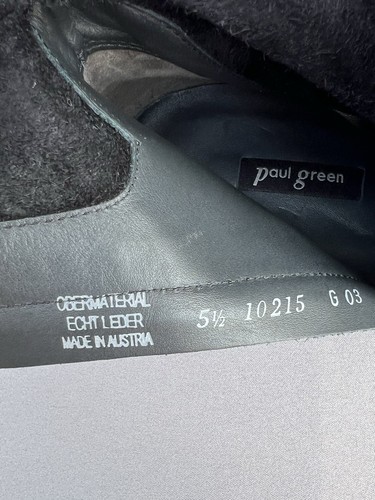 paul green
OBERMATERIAL
ECHT LEDER
MADE IN AUSTRIA
5½ 10215 G 03